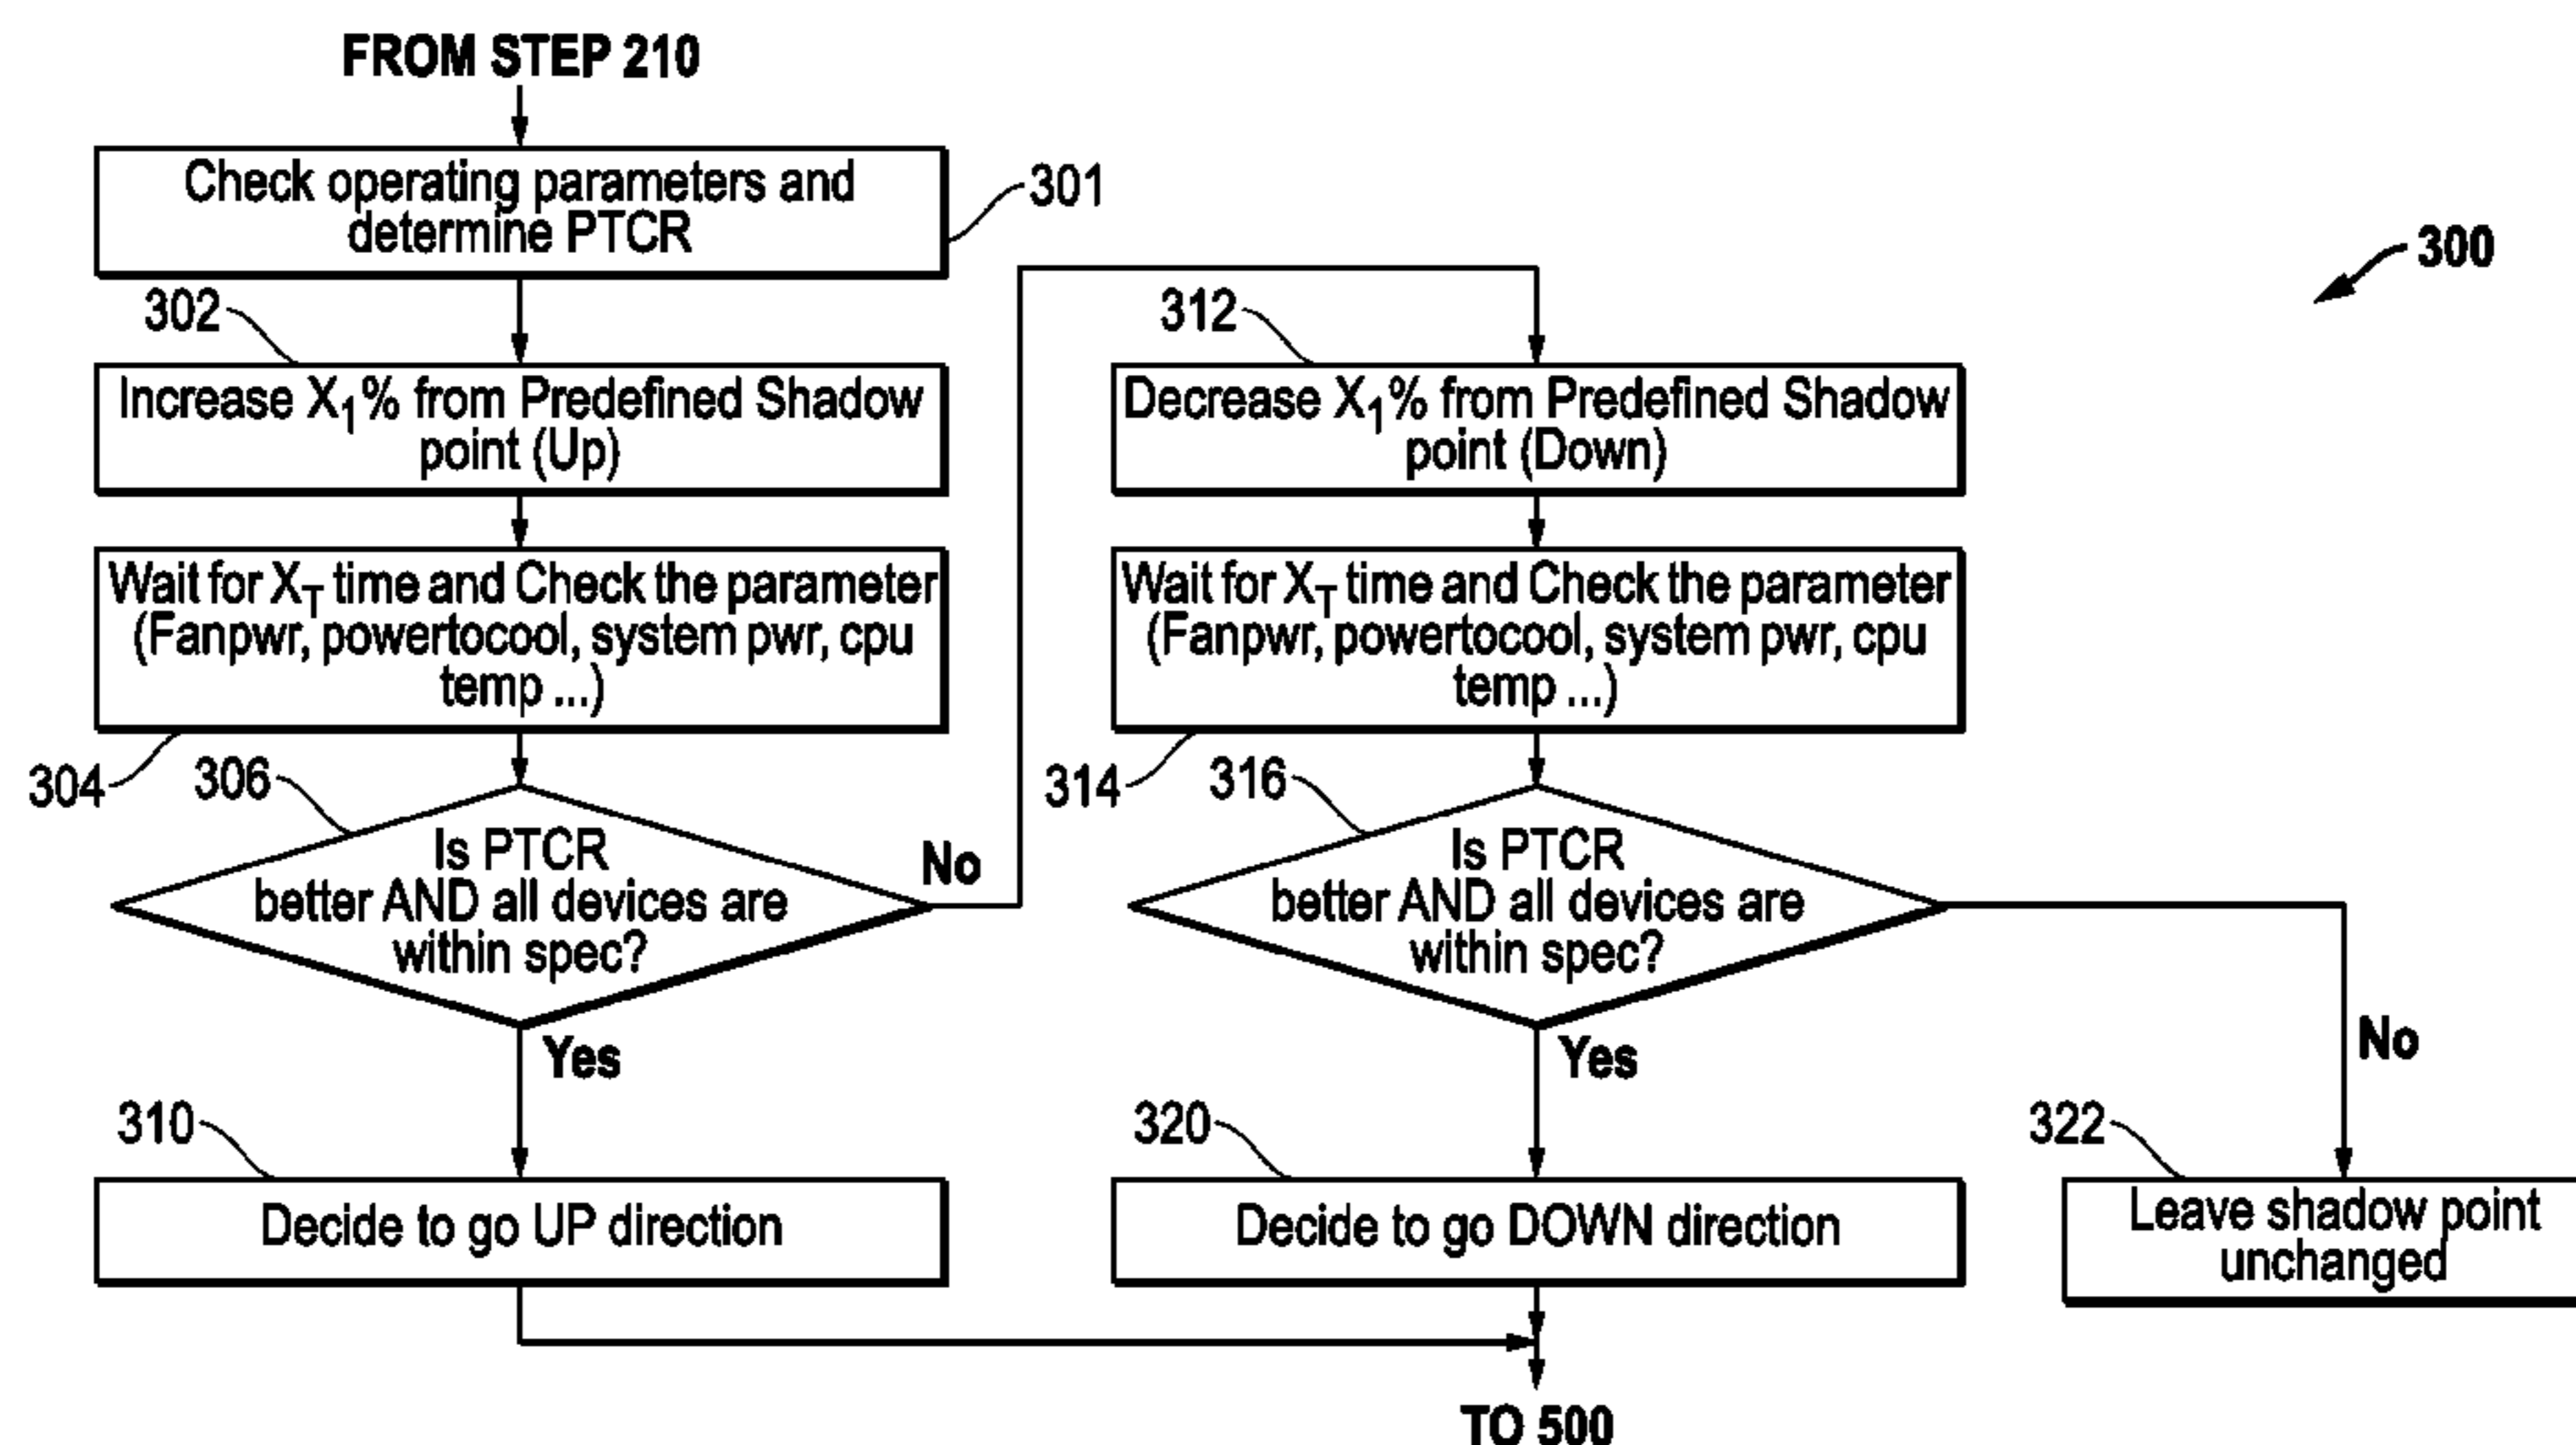 FROM STEP 210
Check operating parameters and
determine PTCR
301
300
302
Increase X₁% from Predefined Shadow
point (Up)
312
Decrease X₁% from Predefined Shadow
point (Down)
Wait for X_T time and Check the parameter
(Fanpwr, powertocool, system pwr, cpu
temp ...)
304
Wait for X_T time and Check the parameter
(Fanpwr, powertocool, system pwr, cpu
temp ...)
314
306
Is PTCR
better AND all devices are
within spec?
No
Yes
316
Is PTCR
better AND all devices are
within spec?
No
Yes
310
Decide to go UP direction
320
Decide to go DOWN direction
322
Leave shadow point
unchanged
TO 500